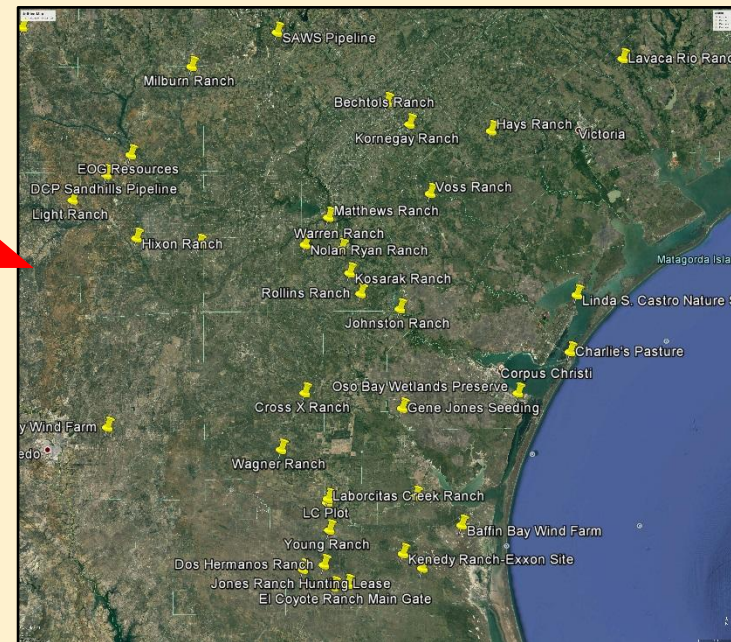 SAWS Pipeline
Lavaca Rio Ranc
Milburn Ranch
Bechtols Ranch
Kornegay Ranch
Hays Ranch
Victoria
EOG Resources
DCP Sandhills Pipeline
Light Ranch
Voss Ranch
Matthews Ranch
Warren Ranch
Hixon Ranch
Nolan Ryan Ranch
Matagorda Isla
Kosarak Ranch
Rollins Ranch
Linda S. Castro Nature S
Johnston Ranch
Charlie's Pasture
Corpus Christi
Oso Bay Wetlands Preserve
Cross X Ranch
Gene Jones Seeding
y Wind Farm
edo
Wagner Ranch
Laborcitas Creek Ranch
LC Plot
Baffin Bay Wind Farm
Young Ranch
Kenedy Ranch-Exxon Site
Dos Hermanos Ranch
Jones Ranch Hunting Lease
El Coyote Ranch Main Gate